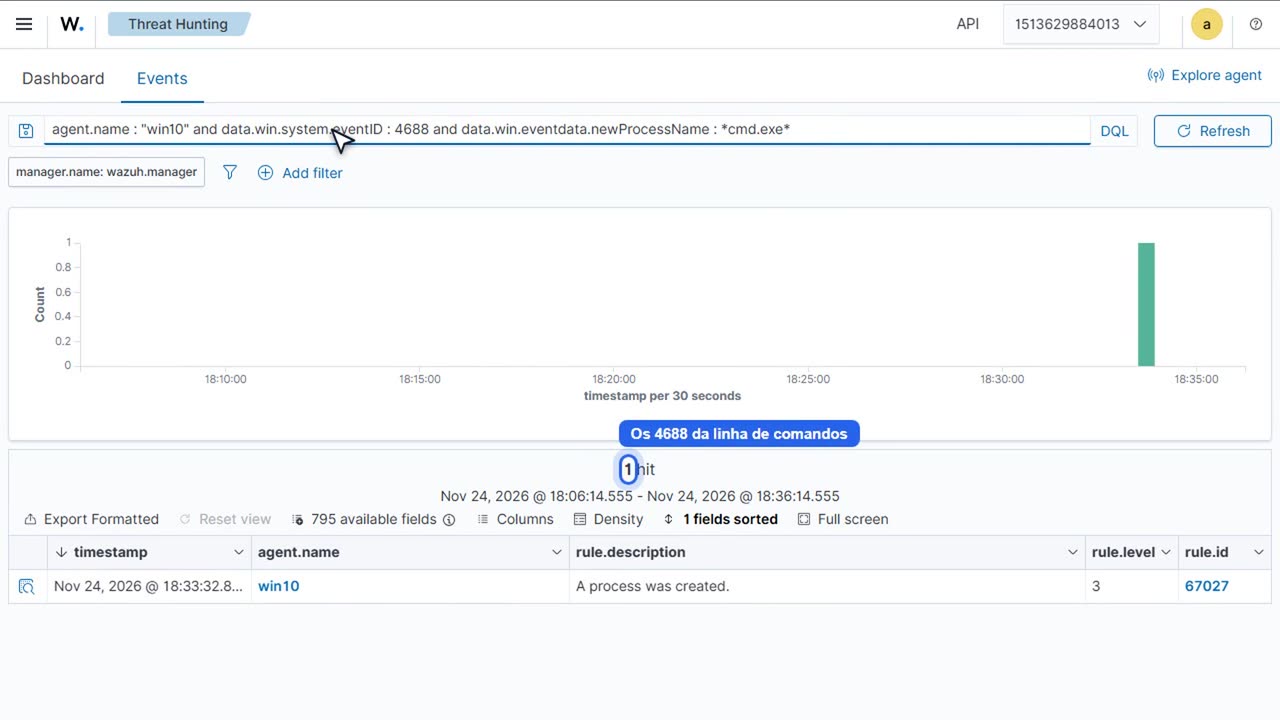 W. Threat Hunting API 1513629884013 a
Dashboard Events Explore agent
agent.name : "win10" and data.win.system.eventID : 4688 and data.win.eventdata.newProcessName : *cmd.exe* DQL Refresh
manager.name: wazuh.manager Add filter
1
0.8
0.6
0.4
0.2
0
Count
18:10:00 18:15:00 18:20:00 18:25:00 18:30:00 18:35:00
timestamp per 30 seconds
Os 4688 da linha de comandos
1 hit
Nov 24, 2026 @ 18:06:14.555 - Nov 24, 2026 @ 18:36:14.555
Export Formatted Reset view 795 available fields Columns Density 1 fields sorted Full screen
timestamp agent.name rule.description rule.level rule.id
Nov 24, 2026 @ 18:33:32.8... win10 A process was created. 3 67027